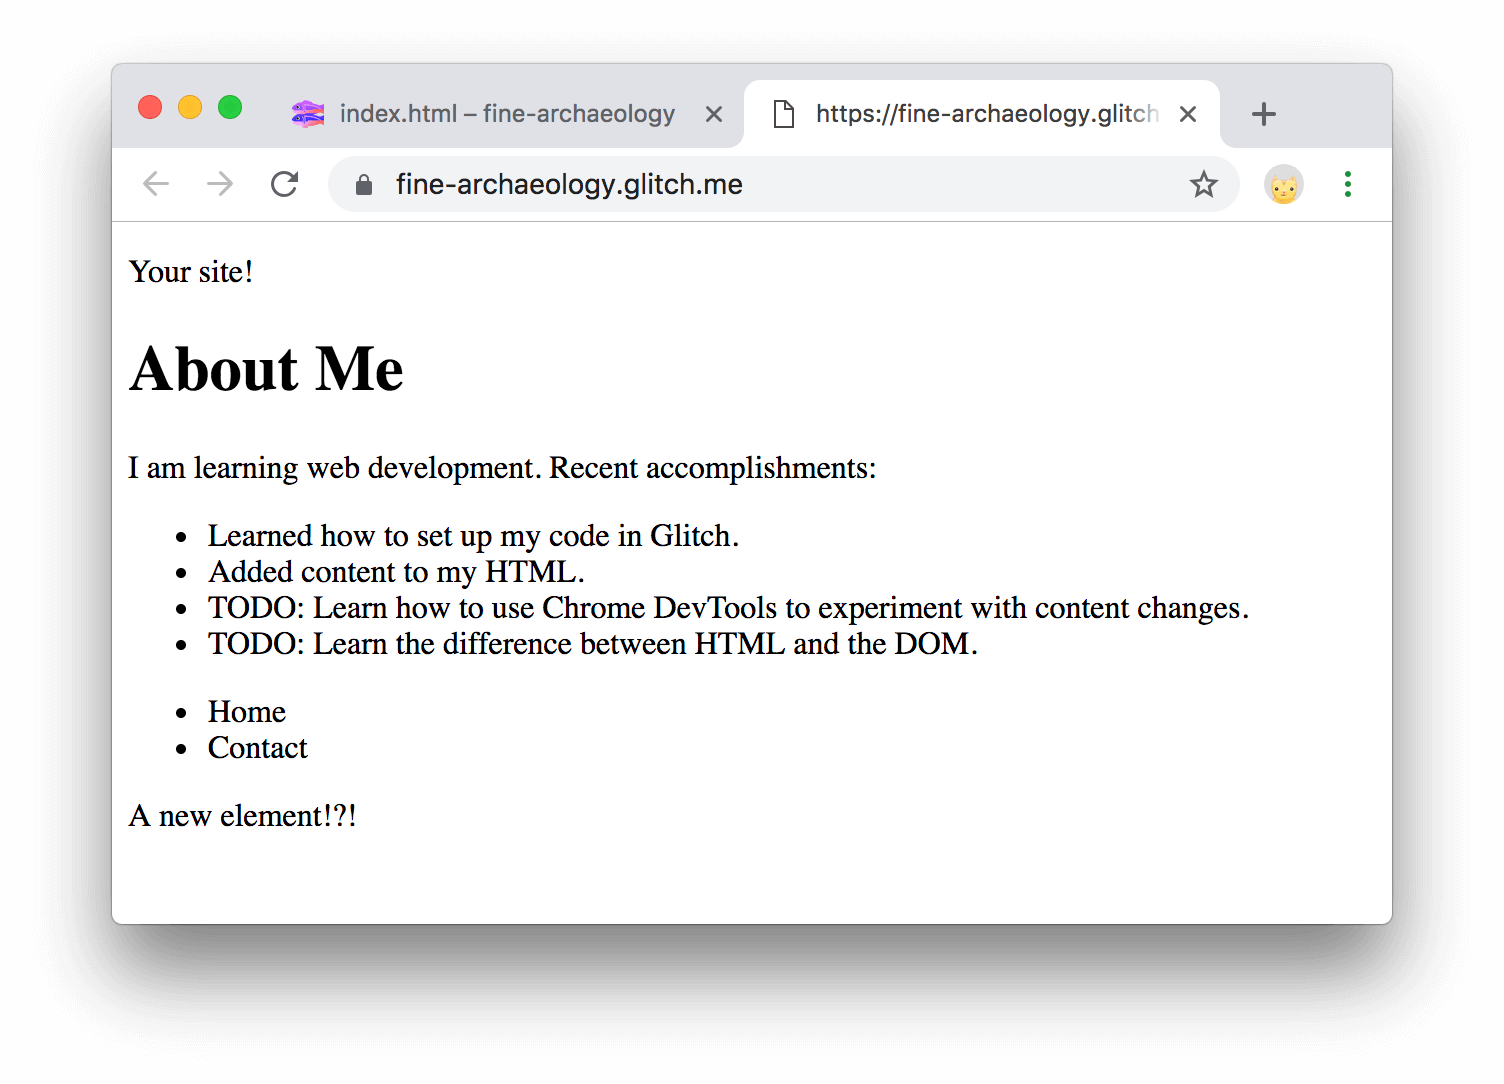 index.html – fine-archaeology
https://fine-archaeology.glitch
fine-archaeology.glitch.me
Your site!
About Me
I am learning web development. Recent accomplishments:
Learned how to set up my code in Glitch.
Added content to my HTML.
TODO: Learn how to use Chrome DevTools to experiment with content changes.
TODO: Learn the difference between HTML and the DOM.
Home
Contact
A new element!?!